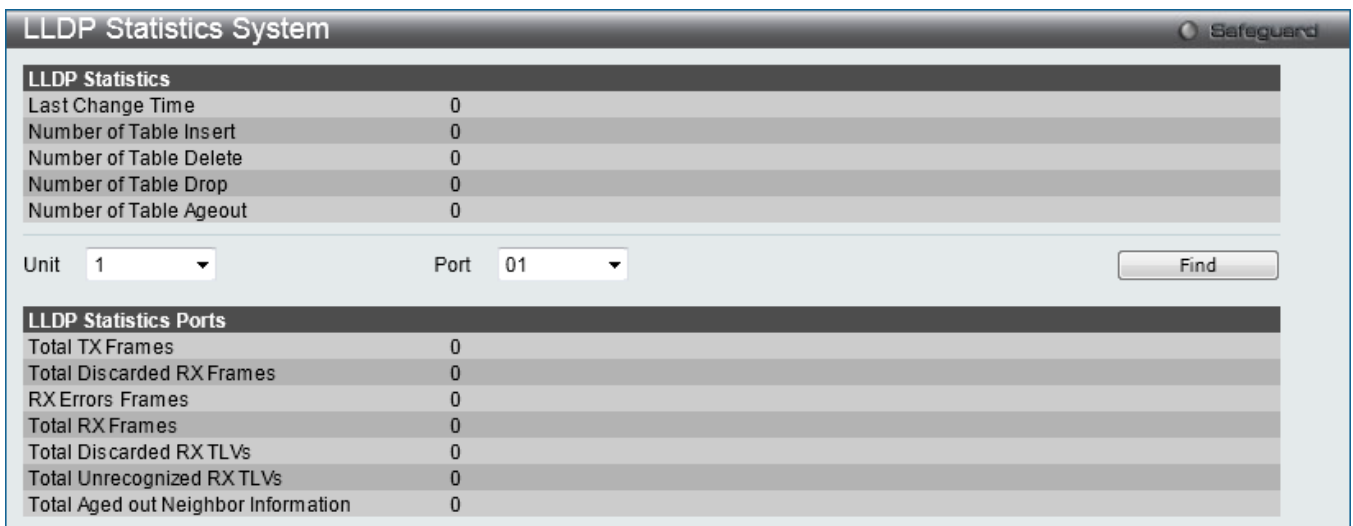 LLDP Statistics System Safeguard
LLDP Statistics
Last Change Time 0
Number of Table Insert 0
Number of Table Delete 0
Number of Table Drop 0
Number of Table Ageout 0
Unit 1 Port 01 Find
LLDP Statistics Ports
Total TX Frames 0
Total Discarded RX Frames 0
RX Errors Frames 0
Total RX Frames 0
Total Discarded RX TLVs 0
Total Unrecognized RX TLVs 0
Total Aged out Neighbor Information 0